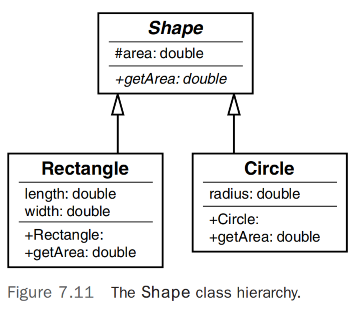 Shape
#area: double
+getArea: double
Rectangle
length: double
width: double
+Rectangle:
+getArea: double
Circle
radius: double
+Circle:
+getArea: double
Figure 7.11 The Shape class hierarchy.